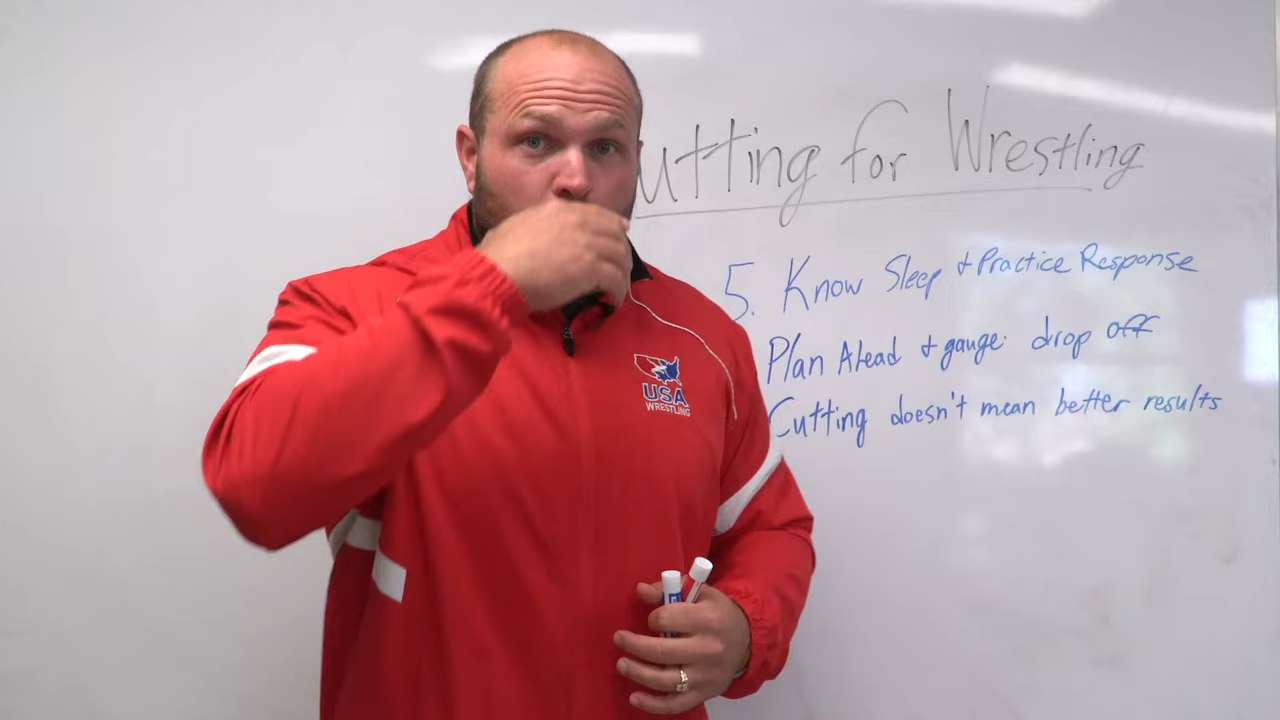 utting for Wrestling
5. Know Sleep + Practice Response
Plan Ahead + gauge drop off
Cutting doesn't mean better results
USA
WRESTLING